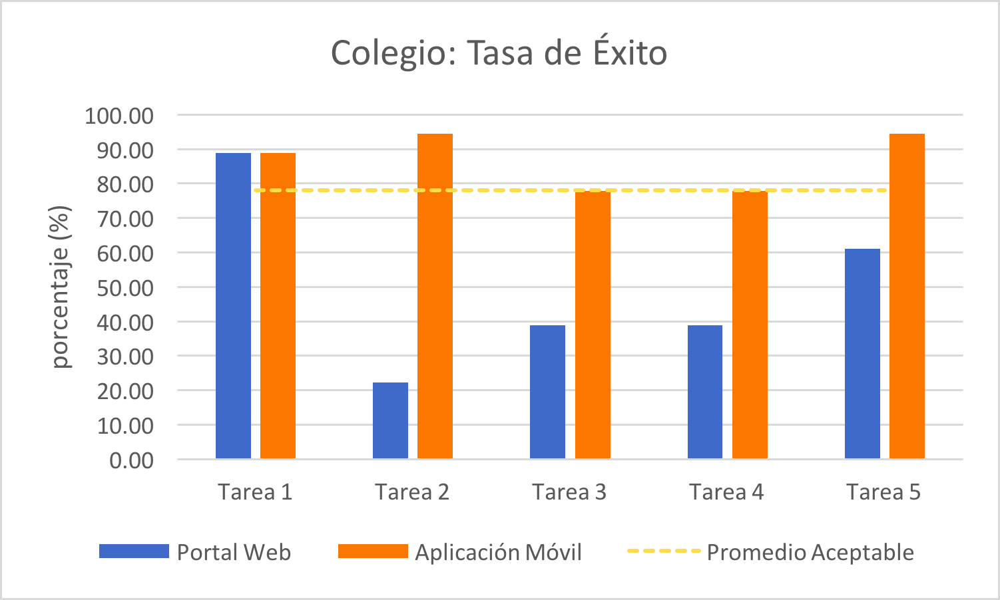 Colegio: Tasa de Éxito
porcentaje (%)
100.00
90.00
80.00
70.00
60.00
50.00
40.00
30.00
20.00
10.00
0.00
Tarea 1 Tarea 2 Tarea 3 Tarea 4 Tarea 5
Portal Web Aplicación Móvil Promedio Aceptable